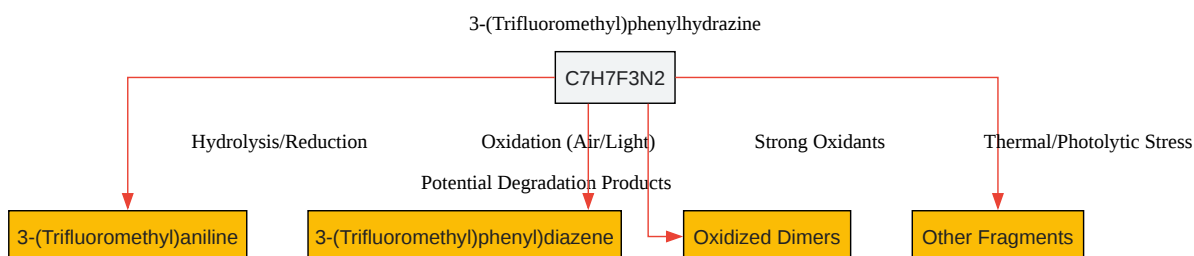 3-(Trifluoromethyl)phenylhydrazine
C7H7F3N2
Hydrolysis/Reduction
Oxidation (Air/Light)
Strong Oxidants
Thermal/Photolytic Stress
Potential Degradation Products
3-(Trifluoromethyl)aniline
3-(Trifluoromethyl)phenyl)diazene
Oxidized Dimers
Other Fragments